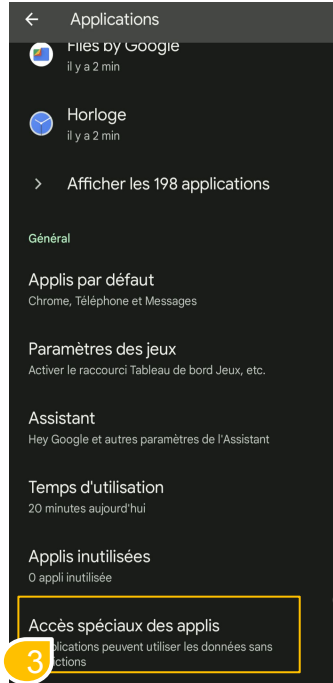 Applications
Files by Google
il y a 2 min
Horloge
il y a 2 min
Afficher les 198 applications
Général
Applis par défaut
Chrome, Téléphone et Messages
Paramètres des jeux
Activer le raccourci Tableau de bord Jeux, etc.
Assistant
Hey Google et autres paramètres de l'Assistant
Temps d'utilisation
20 minutes aujourd'hui
Applis inutilisées
0 appli inutilisée
Accès spéciaux des applis
plications peuvent utiliser les données sans
ctions
3